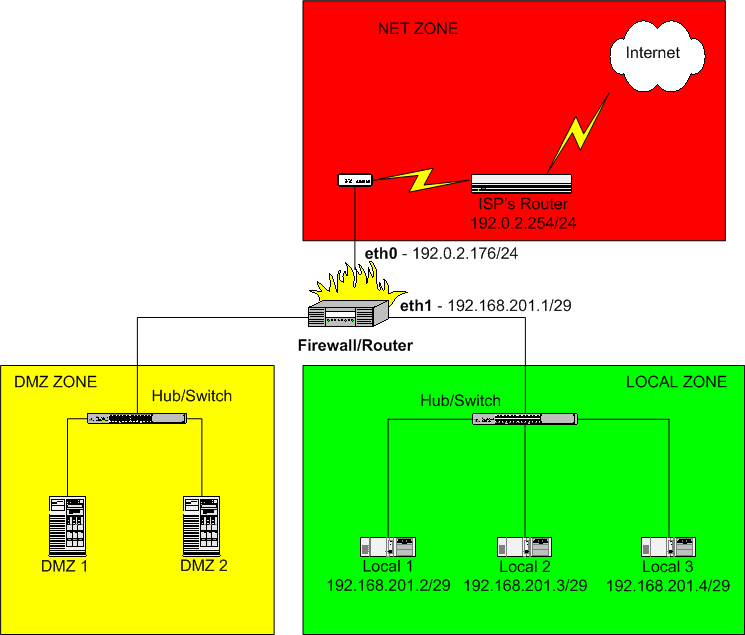 NET ZONE
Internet
ISP's Router
192.0.2.254/24
eth0 - 192.0.2.176/24
eth1 - 192.168.201.1/29
Firewall/Router
DMZ ZONE
Hub/Switch
DMZ 1
DMZ 2
LOCAL ZONE
Hub/Switch
Local 1
192.168.201.2/29
Local 2
192.168.201.3/29
Local 3
192.168.201.4/29